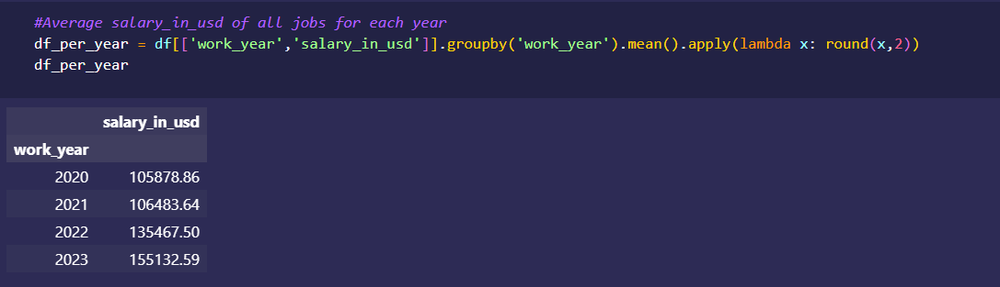 #Average salary_in_usd of all jobs for each year
df_per_year = df[['work_year','salary_in_usd']].groupby('work_year').mean().apply(lambda x: round(x,2))
df_per_year
salary_in_usd
work_year
2020 105878.86
2021 106483.64
2022 135467.50
2023 155132.59